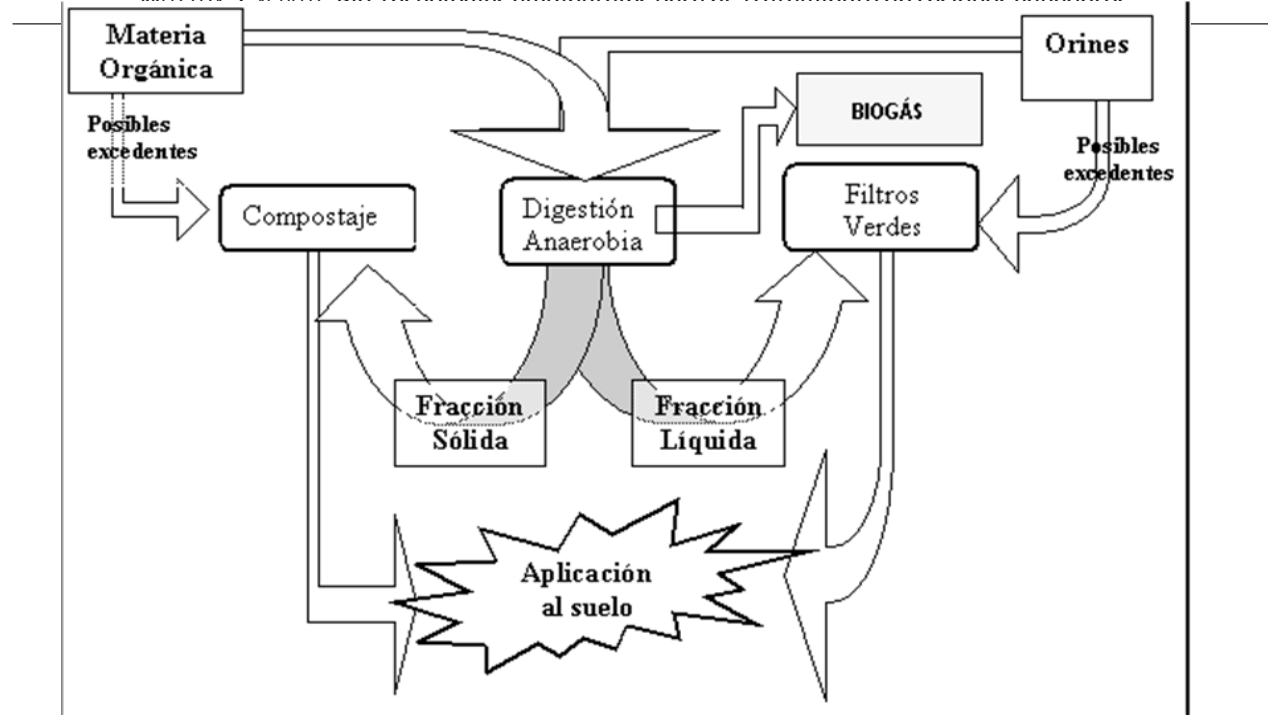 Materia
Orgánica
Orines
BIOGÁS
Posibles
excedentes
Posibles
excedentes
Compostaje
Digestión
Anaerobia
Filtros
Verdes
Fracción
Sólida
Fracción
Líquida
Aplicación
al suelo